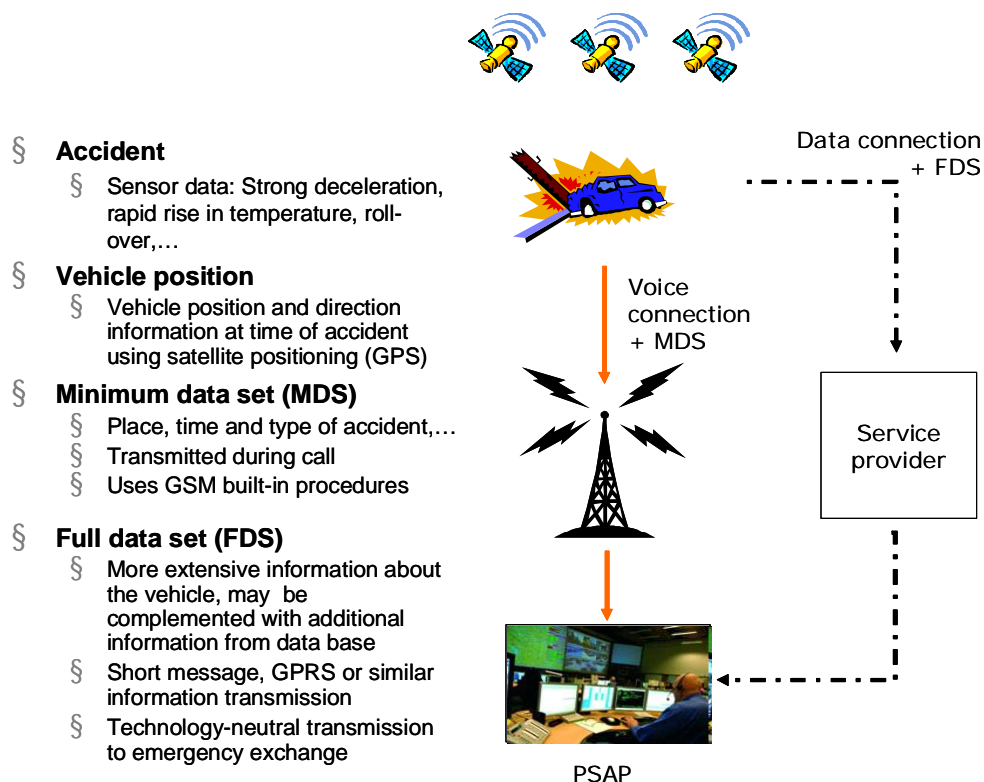 § Accident
§ Sensor data: Strong deceleration,
rapid rise in temperature, roll-
over,…
§ Vehicle position
§ Vehicle position and direction
information at time of accident
using satellite positioning (GPS)
§ Minimum data set (MDS)
§ Place, time and type of accident,…
§ Transmitted during call
§ Uses GSM built-in procedures
§ Full data set (FDS)
§ More extensive information about
the vehicle, may be
complemented with additional
information from data base
§ Short message, GPRS or similar
information transmission
§ Technology-neutral transmission
to emergency exchange
Data connection
+ FDS
Voice
connection
+ MDS
Service
provider
PSAP